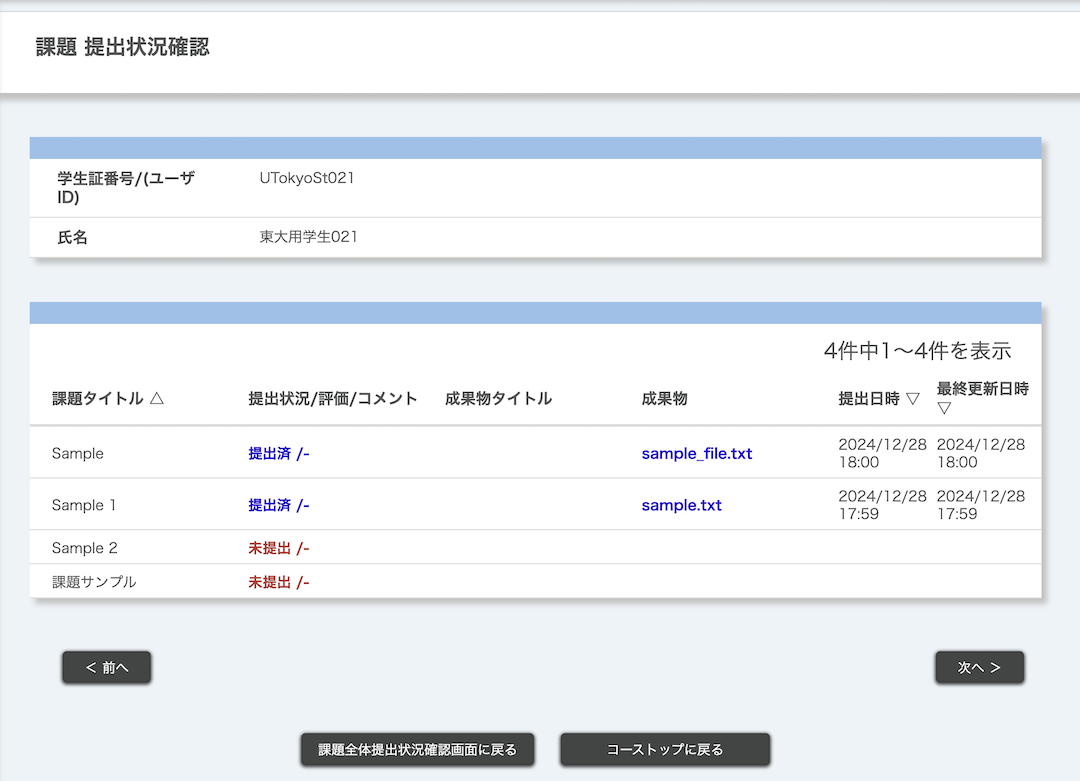 課題 提出状況確認
学生証番号/(ユーザ
ID)
UTokyoSt021
氏名
東大用学生021
4件中1〜4件を表示
課題タイトル △ 提出状況/評価/コメント 成果物タイトル 成果物 提出日時 ▽ 最終更新日時
▽
Sample 提出済 /- sample_file.txt 2024/12/28 2024/12/28
18:00 18:00
Sample 1 提出済 /- sample.txt 2024/12/28 2024/12/28
17:59 17:59
Sample 2 未提出 /-
課題サンプル 未提出 /-
< 前へ 次へ >
課題全体提出状況確認画面に戻る コーストップに戻る